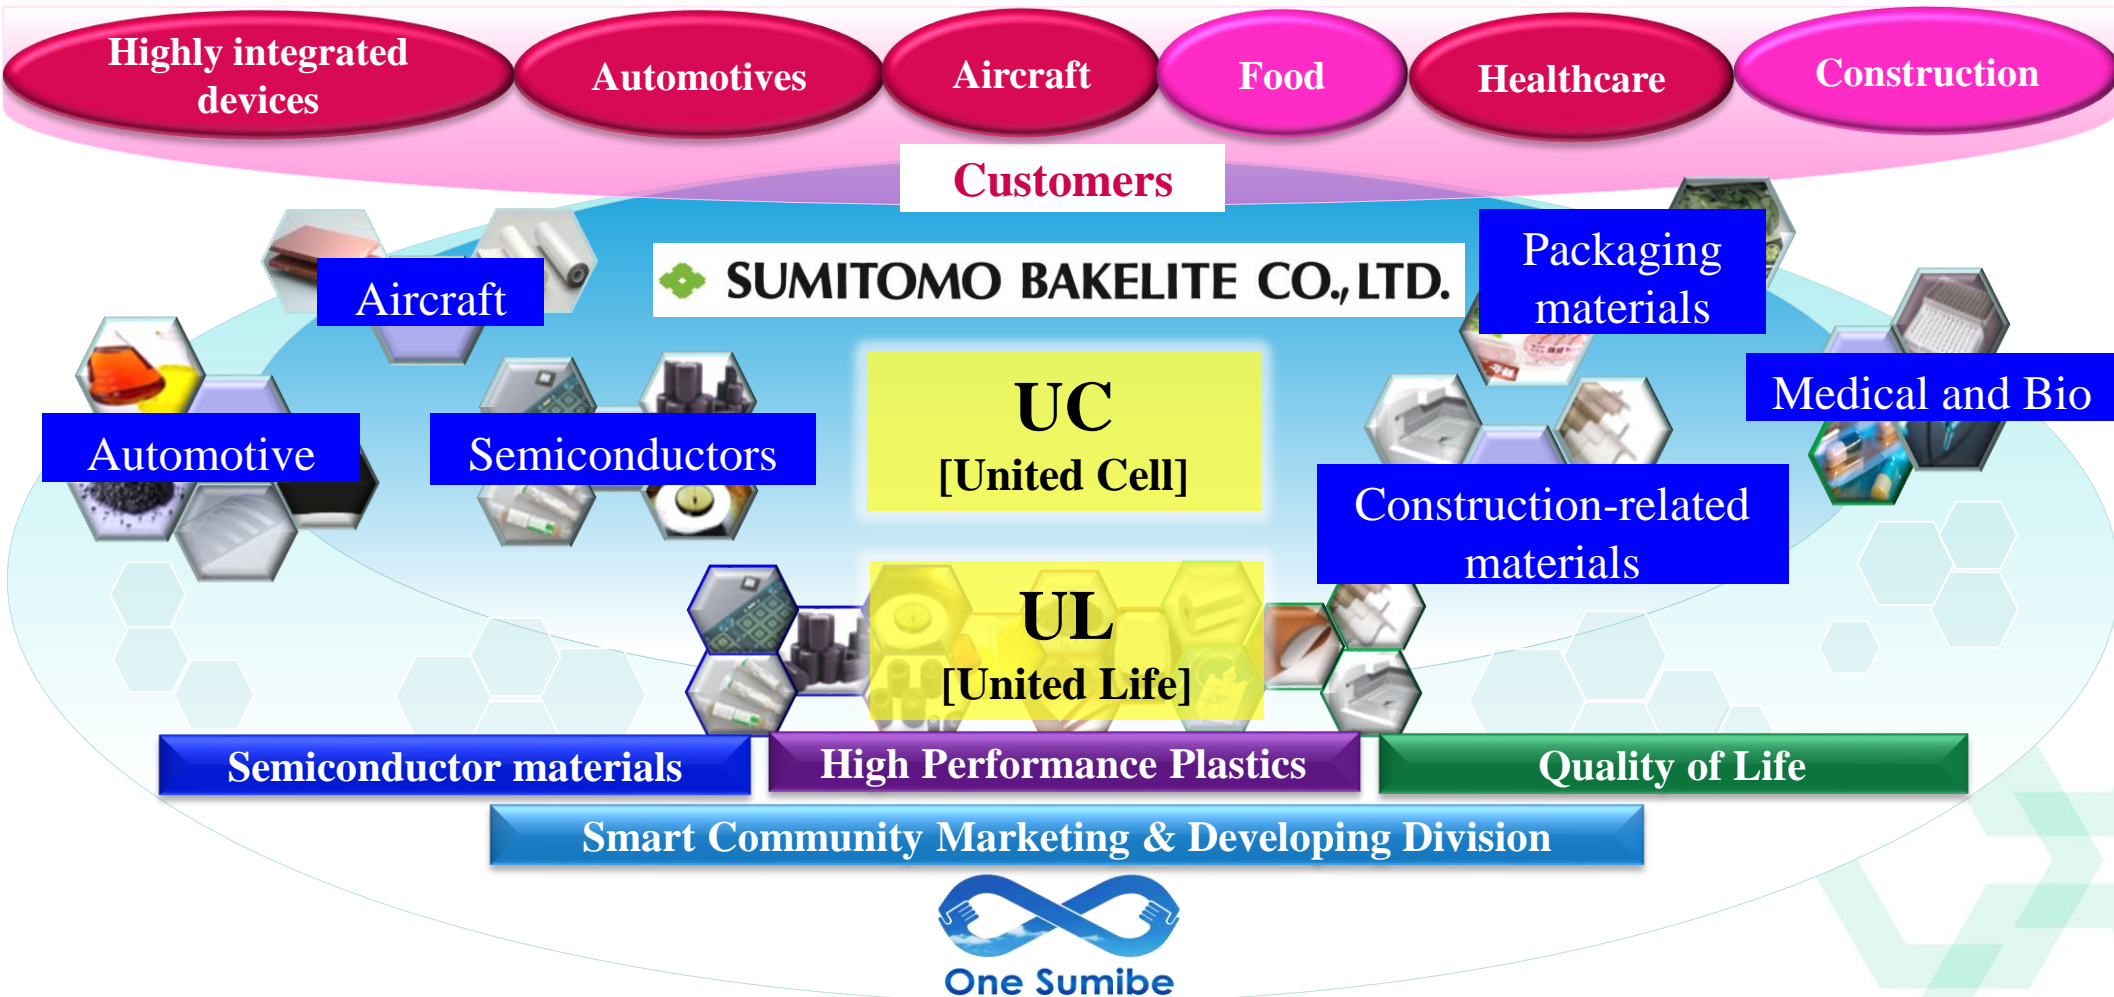 Highly integrated
devices
Automotives
Aircraft
Food
Healthcare
Construction
Customers
SUMITOMO BAKELITE CO., LTD.
Aircraft
Packaging
materials
Automotive
Semiconductors
UC
[United Cell]
Medical and Bio
Construction-related
materials
UL
[United Life]
Semiconductor materials
High Performance Plastics
Quality of Life
Smart Community Marketing & Developing Division
One Sumibe